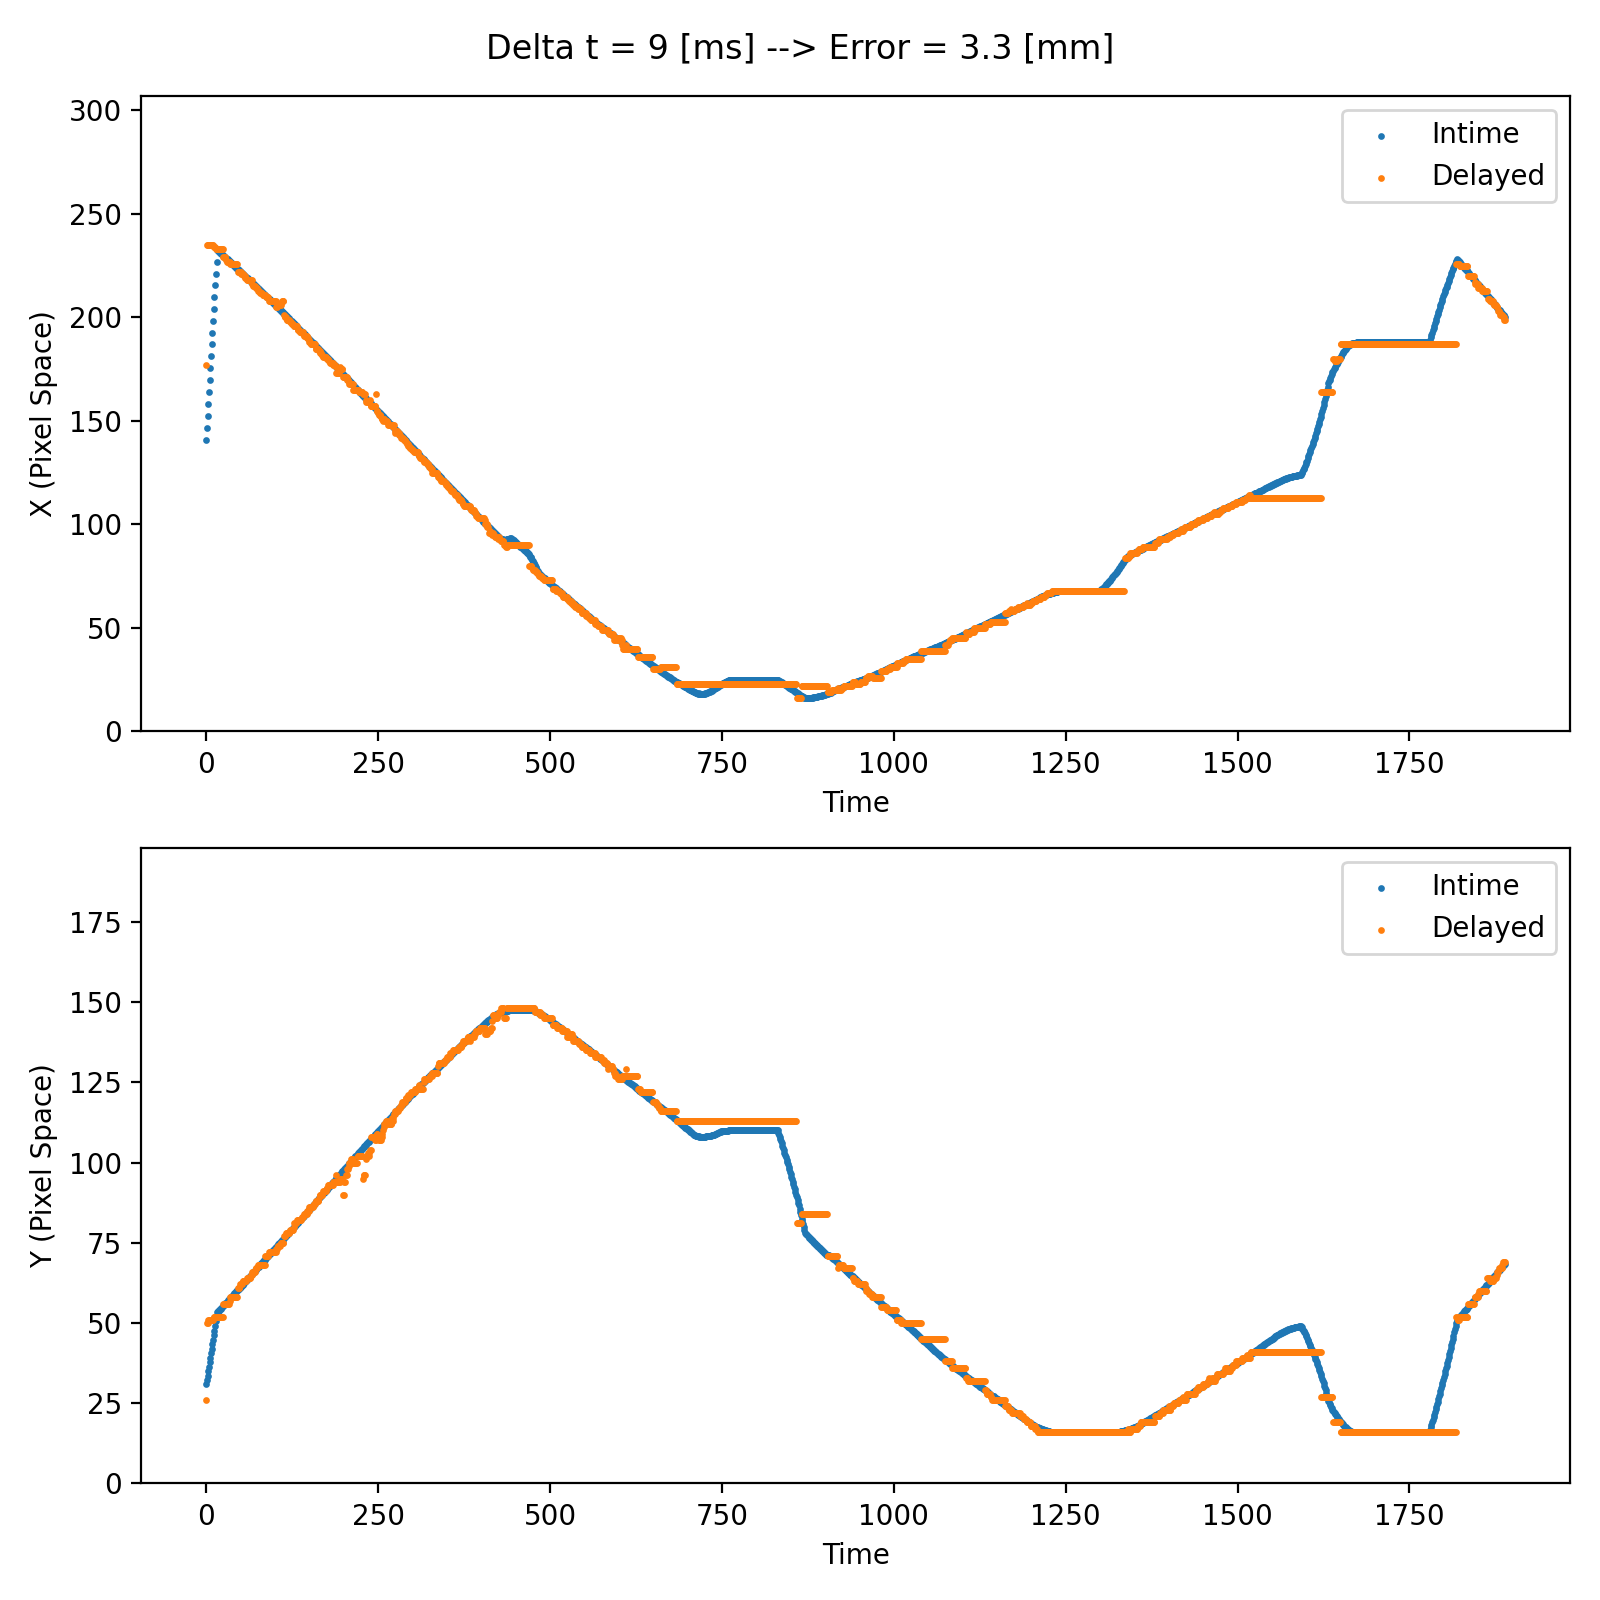 Delta t = 9 [ms] --> Error = 3.3 [mm]
300
250
200
150
100
50
0
X (Pixel Space)
Intime
Delayed
0 250 500 750 1000 1250 1500 1750
Time
175
150
125
100
75
50
25
0
Y (Pixel Space)
Intime
Delayed
0 250 500 750 1000 1250 1500 1750
Time